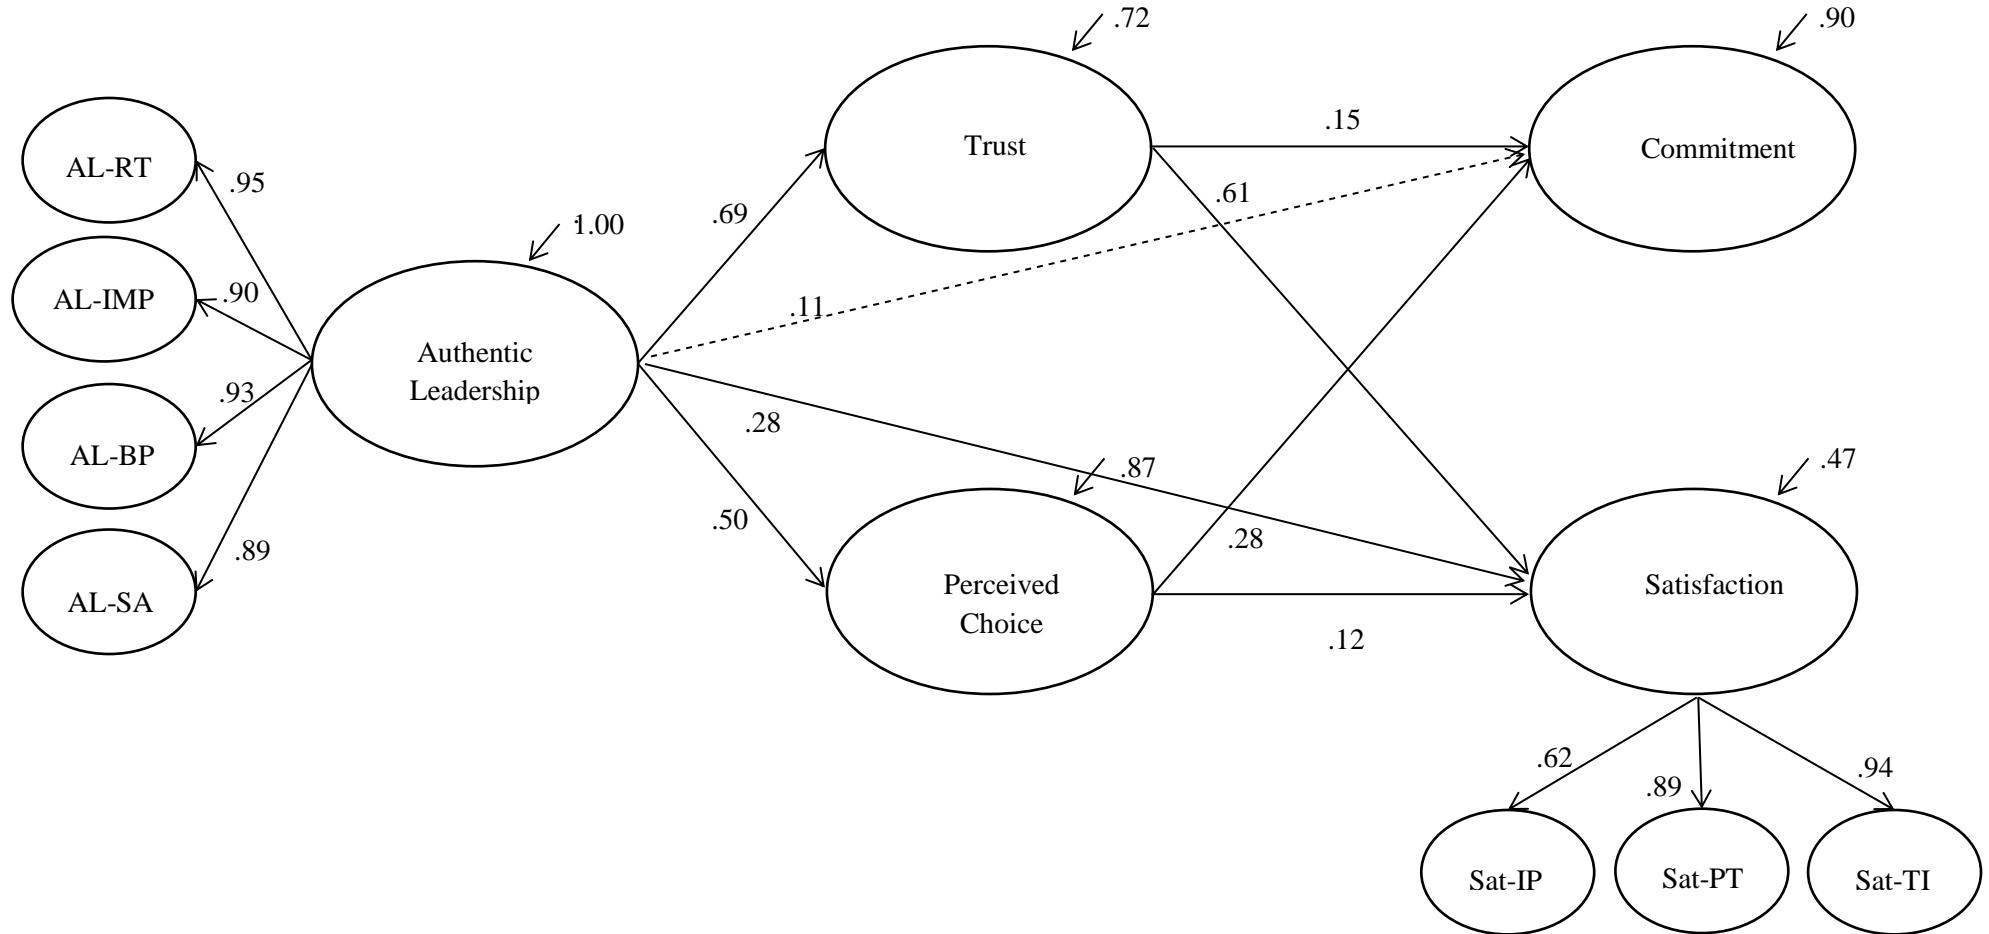 .72
.90
.15
Trust
Commitment
AL-RT
.95
.61
.69
1.00
AL-IMP
.90
.11
Authentic
Leadership
.93
.28
AL-BP
.87
.47
.50
.28
.89
AL-SA
Perceived
Choice
Satisfaction
.12
.62
.89
.94
Sat-IP
Sat-PT
Sat-TI